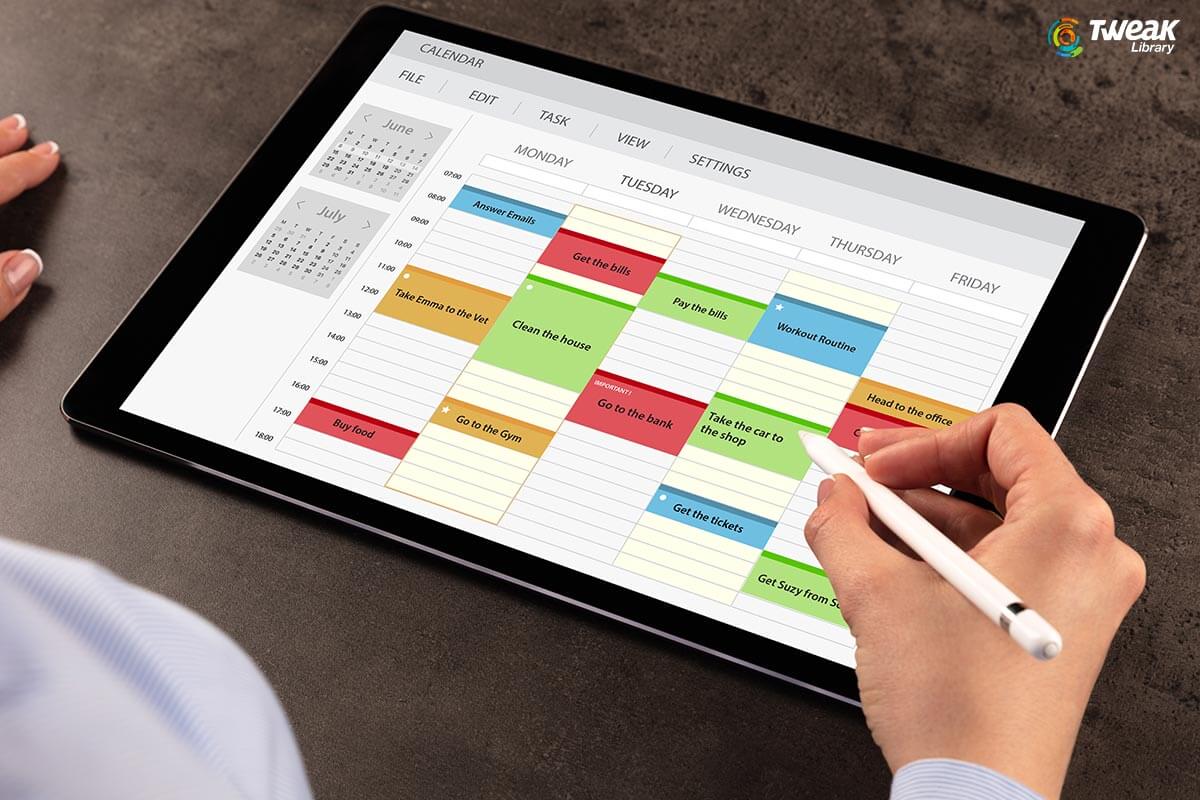 TWEAK
Library
CALENDAR
FILE EDIT TASK VIEW SETTINGS
June
July
MONDAY TUESDAY WEDNESDAY THURSDAY FRIDAY
07:00
08:00
09:00
10:00
11:00
12:00
13:00
14:00
15:00
16:00
17:00
18:00
Answer Emails
Take Emma to the Vet
Buy food
Get the bills
Clean the house
Go to the Gym
Pay the bills
IMPORTANT!
Go to the bank
Workout Routine
Take the car to
the shop
Get the tickets
Head to the office
Get Suzy from